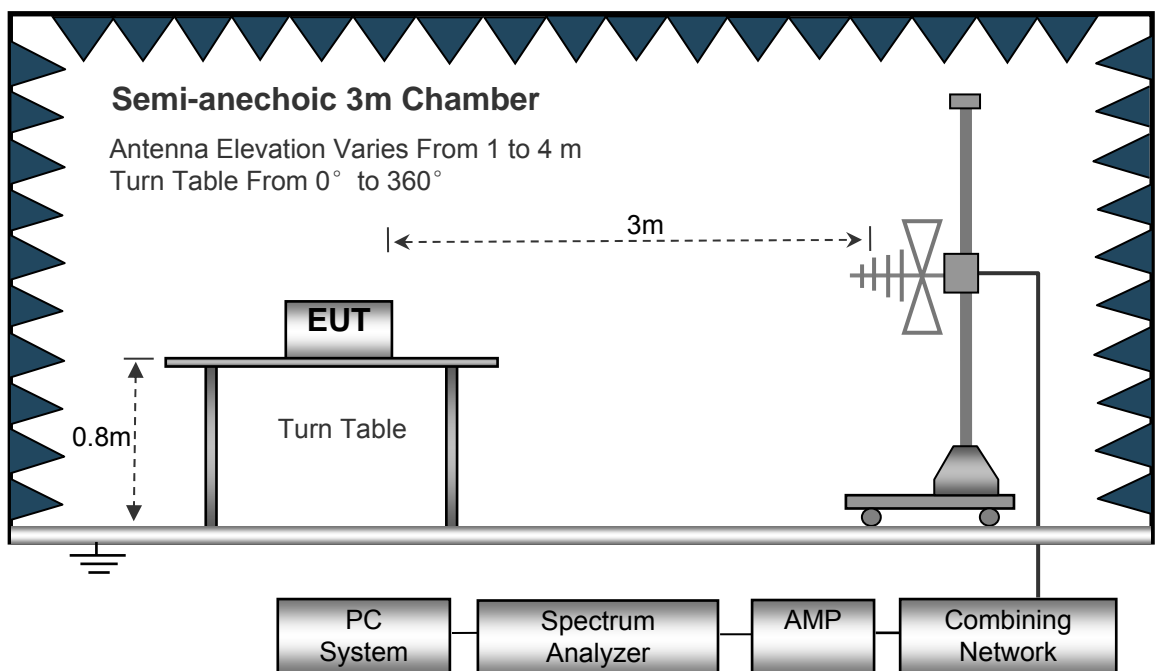 Semi-anechoic 3m Chamber
Antenna Elevation Varies From 1 to 4 m
Turn Table From 0° to 360°
3m
EUT
0.8m
Turn Table
PC
System
Spectrum
Analyzer
AMP
Combining
Network